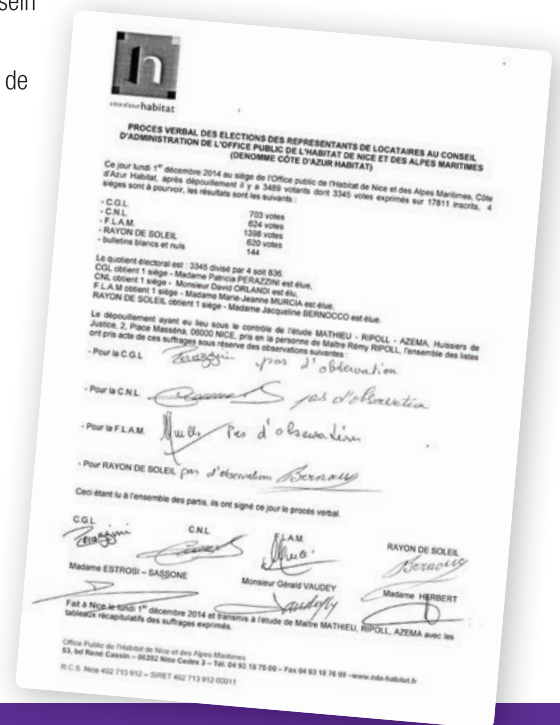 sein
de
h
côte d'azur habitat
PROCES VERBAL DES ELECTIONS DES REPRESENTANTS DE LOCATAIRES AU CONSEIL
D'ADMINISTRATION DE L'OFFICE PUBLIC DE L'HABITAT DE NICE ET DES ALPES MARITIMES
(DENOMME CÔTE D'AZUR HABITAT)
Ce jour lundi 1er décembre 2014 au siège de l'Office public de l'Habitat de Nice et des Alpes Maritimes, Côte
d'Azur Habitat, après dépouillement il y a 3489 votants dont 3345 votes exprimés sur 17811 inscrits, 4
sièges sont à pourvoir, les résultats sont les suivants :
- C.G.L. 703 votes
- C.N.L. 624 votes
- F.L.A.M. 1398 votes
- RAYON DE SOLEIL 620 votes
- bulletins blancs et nuls 144
Le quotient électoral est : 3345 divisé par 4 soit 836.
CGL obtient 1 siège - Madame Patricia PERAZZINI est élue,
CNL obtient 1 siège - Monsieur David ORLANDI est élu,
F.L.A.M obtient 1 siège - Madame Marie-Jeanne MURCIA est élue,
RAYON DE SOLEIL obtient 1 siège - Madame Jacqueline BERNOCCO est élue.
Le dépouillement ayant eu lieu sous le contrôle de l'étude MATHIEU - RIPOLL - AZEMA, Huissiers de
Justice, 2, Place Masséna, 06000 NICE, pris en la personne de Maître Rémy RIPOLL, l'ensemble des listes
ont pris acte de ces suffrages sous réserve des observations suivantes :
- Pour la C.G.L. pas d'observation
- Pour la C.N.L. pas d'observation
- Pour la F.L.A.M. Pas d'observation
- Pour RAYON DE SOLEIL pas d'observation
Ceci étant lu à l'ensemble des partis, ils ont signé ce jour le procès verbal.
C.G.L. C.N.L. F.L.A.M. RAYON DE SOLEIL
Madame ESTROSI – SASSONE Monsieur Gérald VAUDEY Madame HERBERT
Fait à Nice le lundi 1er décembre 2014 et transmis à l'étude de Maître MATHIEU, RIPOLL, AZEMA avec les
tableaux récapitulatifs des suffrages exprimés.
Office Public de l'Habitat de Nice et des Alpes-Maritimes
53, bd René Cassin – 06282 Nice Cedex 3 – Tél. 04 93 18 75 00 – Fax 04 93 18 76 00 -www.cda-habitat.fr
R.C.S. Nice 492 713 912 – SIRET 492 713 912 00011